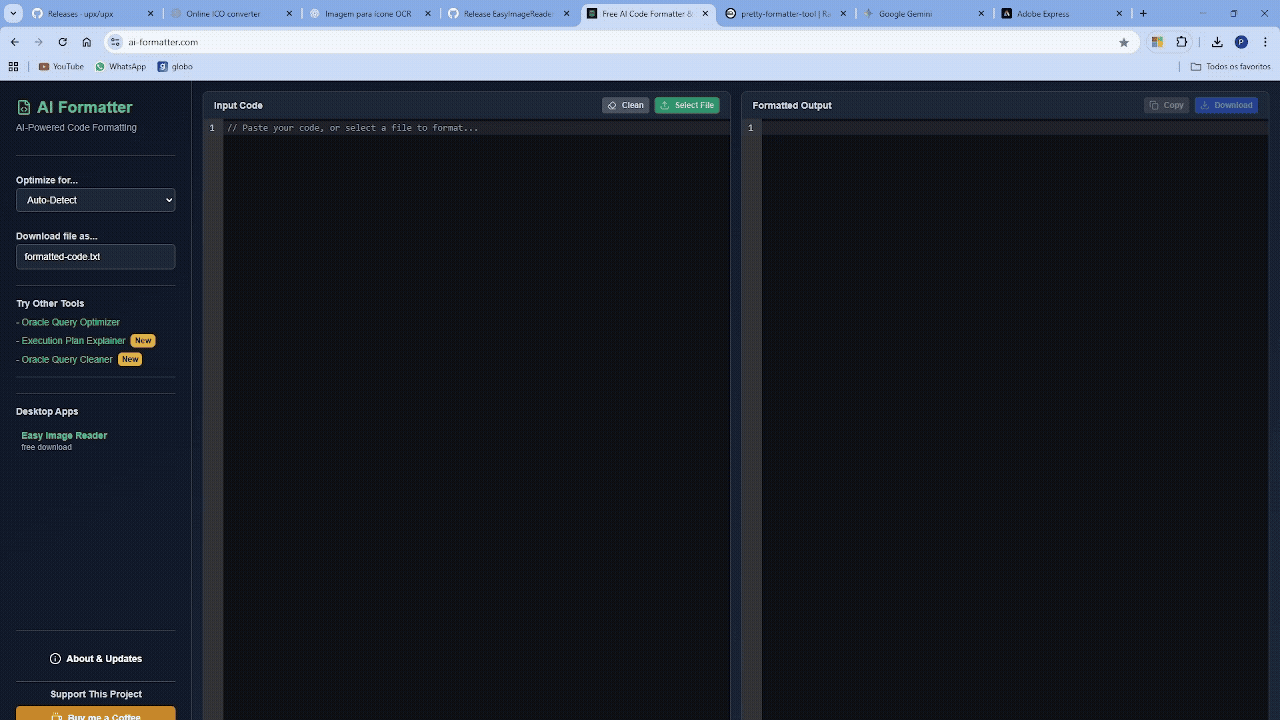 Releases · upx/upx
Online ICO converter
Imagem para ícone OCR
Release EasyImageReade
Free AI Code Formatter &
pretty-formatter-tool | Re
Google Gemini
Adobe Express
ai-formatter.com
P
YouTube
WhatsApp
globo
Todos os favoritos
AI Formatter
AI-Powered Code Formatting
Optimize for...
Auto-Detect
Download file as...
formatted-code.txt
Try Other Tools
- Oracle Query Optimizer
- Execution Plan Explainer New
- Oracle Query Cleaner New
Desktop Apps
Easy Image Reader
free download
About & Updates
Support This Project
Buy me a Coffee
Input Code
Clean
Select File
1
// Paste your code, or select a file to format...
Formatted Output
Copy
Download
1